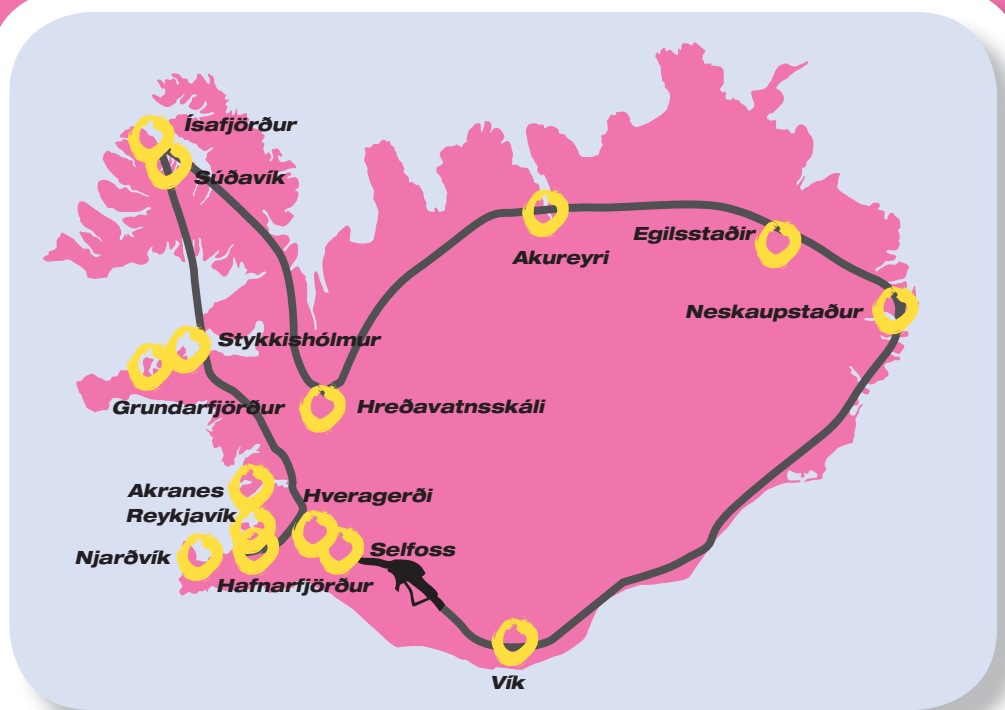 Ísafjörður
Súðavík
Akureyri
Egilsstaðir
Neskaupstaður
Stykkishólmur
Grundarfjörður
Hreðavatnsskáli
Akranes
Hveragerði
Reykjavík
Njarðvík
Selfoss
Hafnarfjörður
Vík